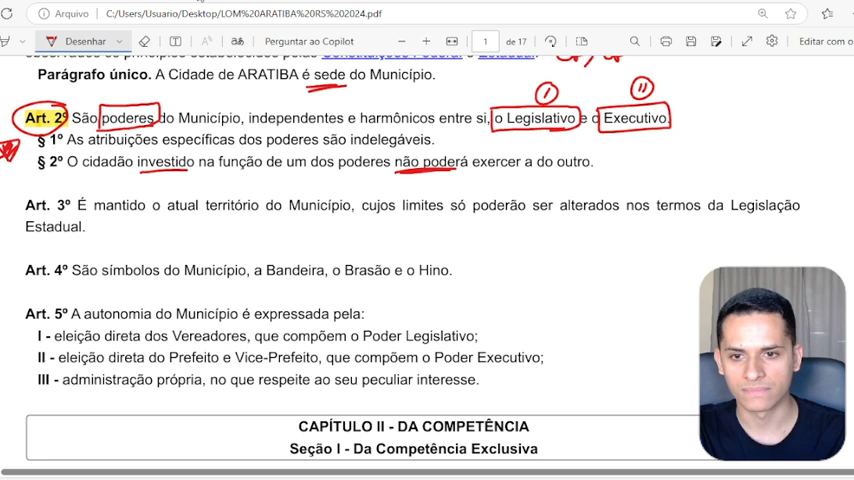 Arquivo C:/Users/Usuario/Desktop/LOM%20ARATIBA%20RS%202024.pdf
Desenhar Perguntar ao Copilot 1 de 17 Editar com o
Constituições Federal e Estadual.
Parágrafo único. A Cidade de ARATIBA é sede do Município.
I II
Art. 2º São poderes do Município, independentes e harmônicos entre si, o Legislativo e o Executivo.
§ 1º As atribuições específicas dos poderes são indelegáveis.
§ 2º O cidadão investido na função de um dos poderes não poderá exercer a do outro.
Art. 3º É mantido o atual território do Município, cujos limites só poderão ser alterados nos termos da Legislação
Estadual.
Art. 4º São símbolos do Município, a Bandeira, o Brasão e o Hino.
Art. 5º A autonomia do Município é expressada pela:
I - eleição direta dos Vereadores, que compõem o Poder Legislativo;
II - eleição direta do Prefeito e Vice-Prefeito, que compõem o Poder Executivo;
III - administração própria, no que respeite ao seu peculiar interesse.
CAPÍTULO II - DA COMPETÊNCIA
Seção I - Da Competência Exclusiva